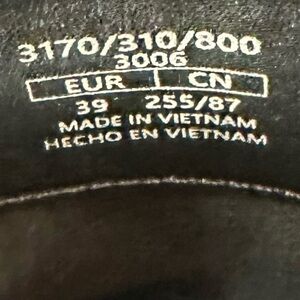 3170/310/800
3006
EUR CN
39 255/87
MADE IN VIETNAM
HECHO EN VIETNAM